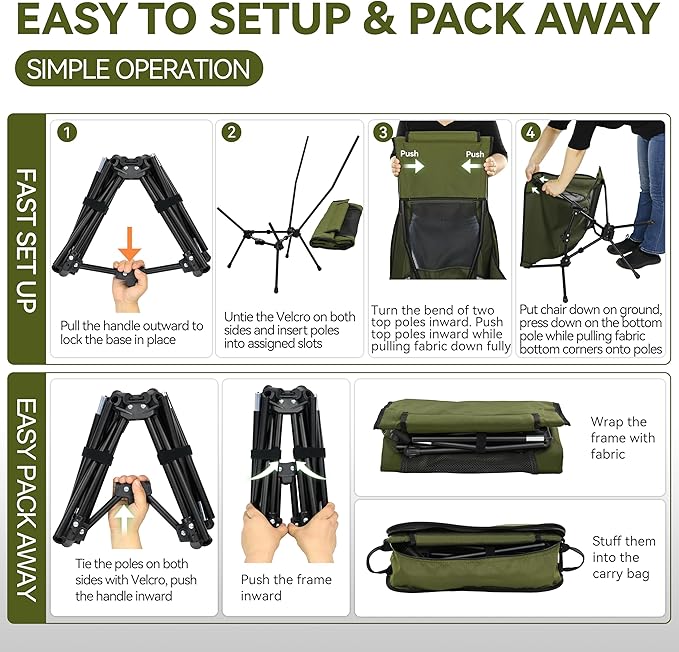 EASY TO SETUP & PACK AWAY
SIMPLE OPERATION
FAST SET UP
1
Pull the handle outward to
lock the base in place
2
Untie the Velcro on both
sides and insert poles
into assigned slots
3
Push
Push
Turn the bend of two
top poles inward. Push
top poles inward while
pulling fabric down fully
4
Put chair down on ground,
press down on the bottom
pole while pulling fabric
bottom corners onto poles
EASY PACK AWAY
Tie the poles on both
sides with Velcro, push
the handle inward
Push the frame
inward
Wrap the
frame with
fabric
Stuff them
into the
carry bag